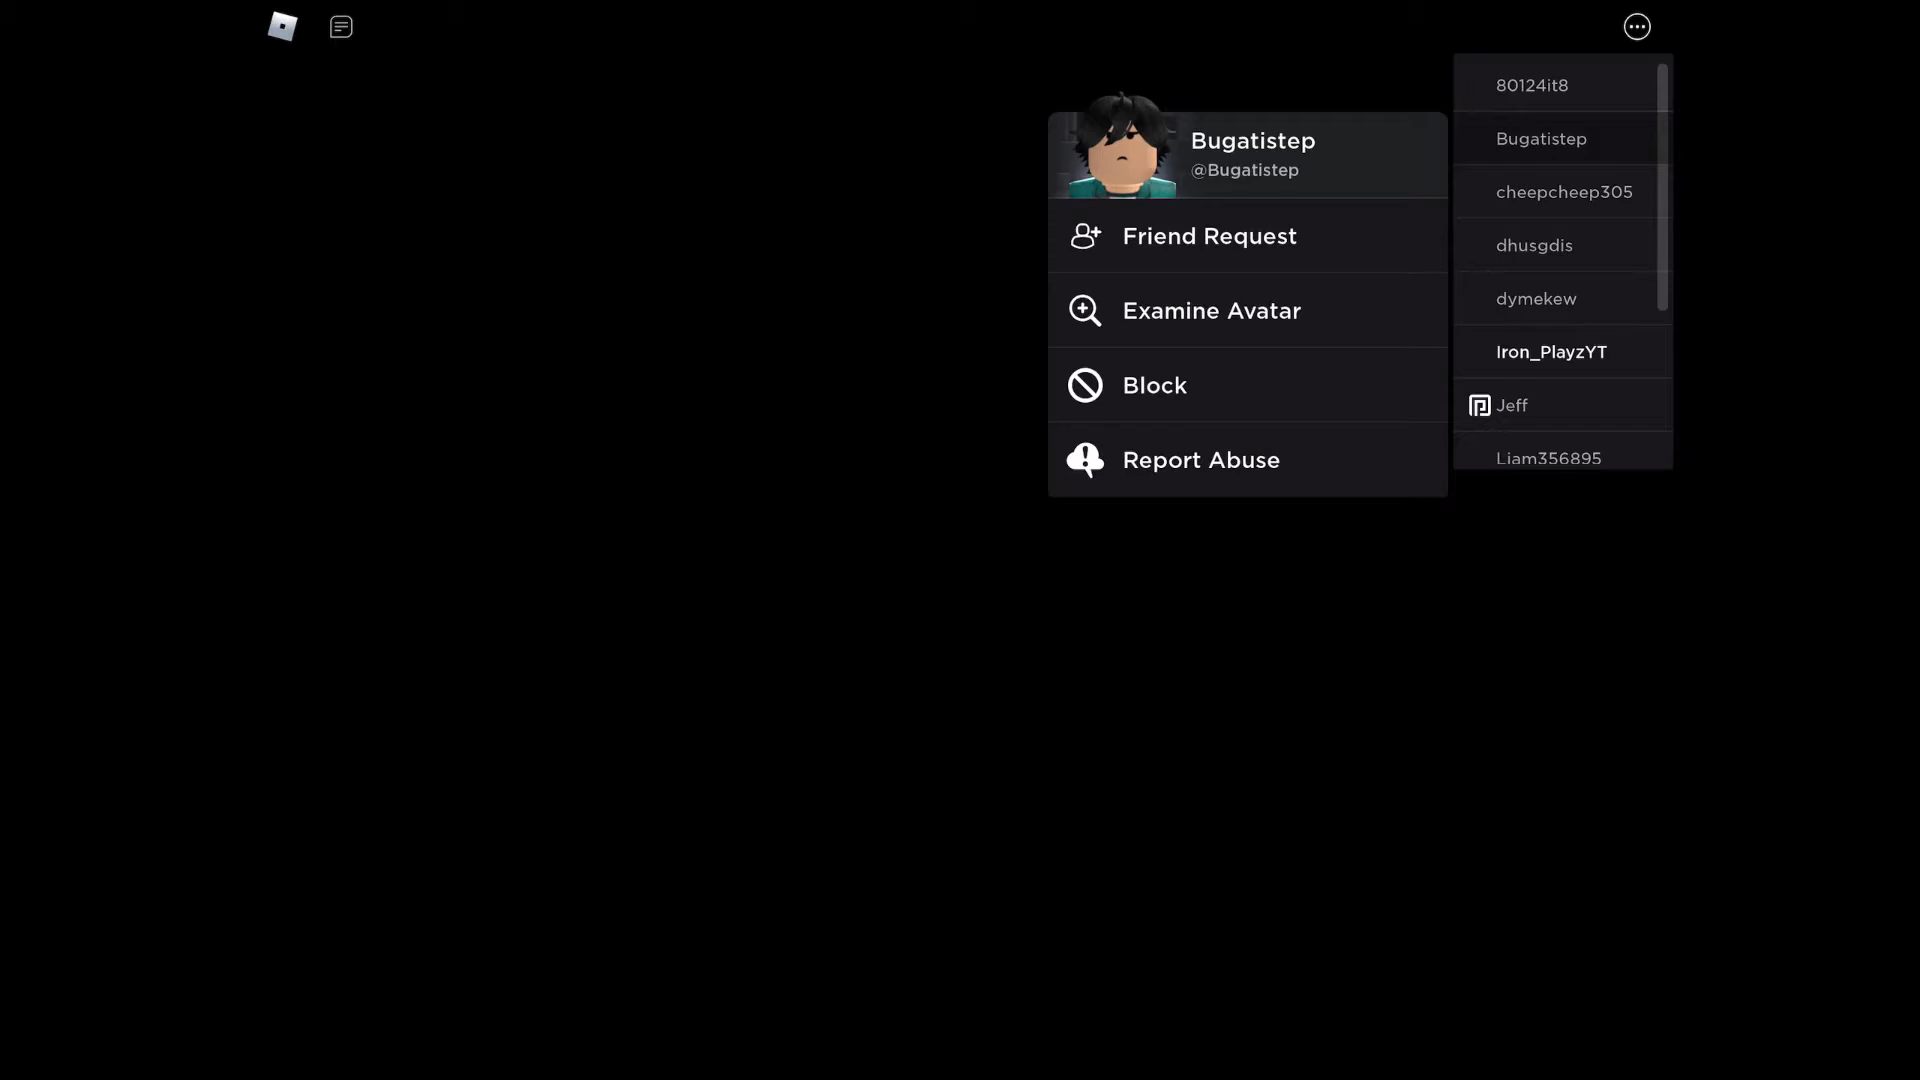 Bugatistep
@Bugatistep
Friend Request
Examine Avatar
Block
Report Abuse
80124it8
Bugatistep
cheepcheep305
dhusgdis
dymekew
Iron_PlayzYT
Jeff
Liam356895